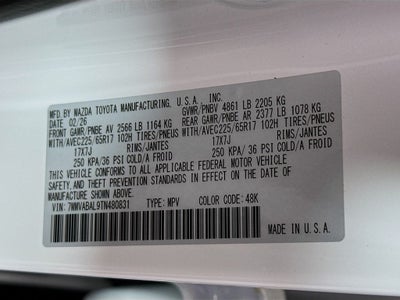 MFD. BY MAZDA TOYOTA MANUFACTURING, U.S.A., INC.
DATE: 02/26 GVWR/PNBV 4861 LB 2205 KG
FRONT GAWR/PNBE AV 2566 LB 1164 KG REAR GAWR/PNBE AR 2377 LB 1078 KG
WITH/AVEC225/65R17 102H TIRES/PNEUS WITH/AVEC225/65R17 102H TIRES/PNEUS
17X7J RIMS/JANTES 17X7J RIMS/JANTES
250 KPA/36 PSI COLD/A FROID 250 KPA/36 PSI COLD/A FROID
THIS VEHICLE CONFORMS TO ALL APPLICABLE FEDERAL MOTOR VEHICLE
SAFETY AND THEFT PREVENTION STANDARDS IN EFFECT ON THE DATE OF
MANUFACTURE SHOWN ABOVE.
VIN: 7MMVABAL9TN480831 TYPE: MPV COLOR CODE: 48K
MADE IN U.S.A.